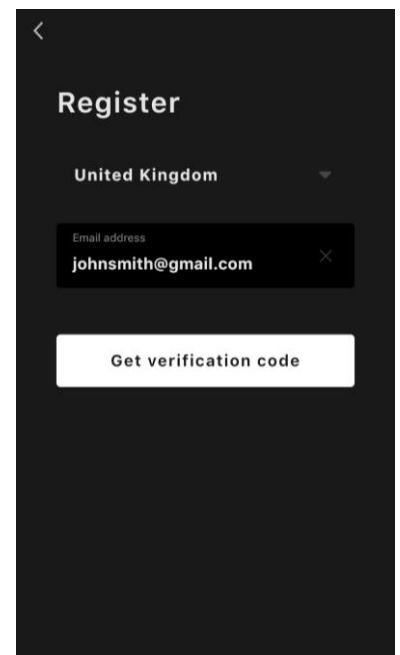 Register
United Kingdom
Email address
johnsmith@gmail.com
Get verification code